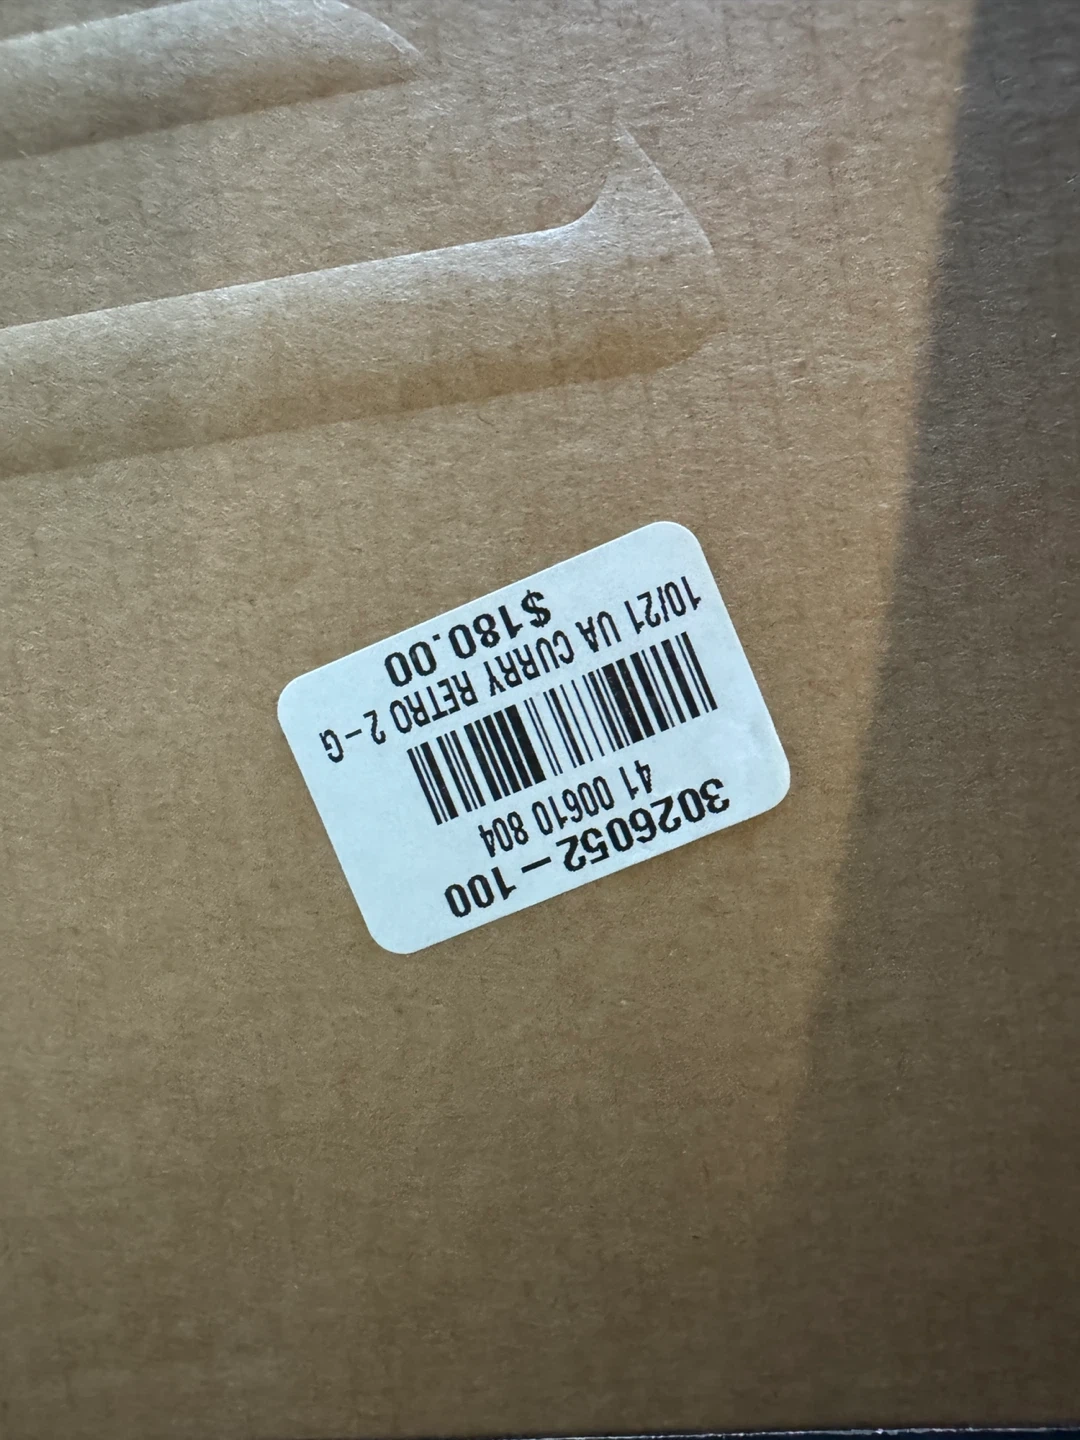 3026052-100
41 00610 804
10/21 UA CURRY RETRO 2-G
$180.00